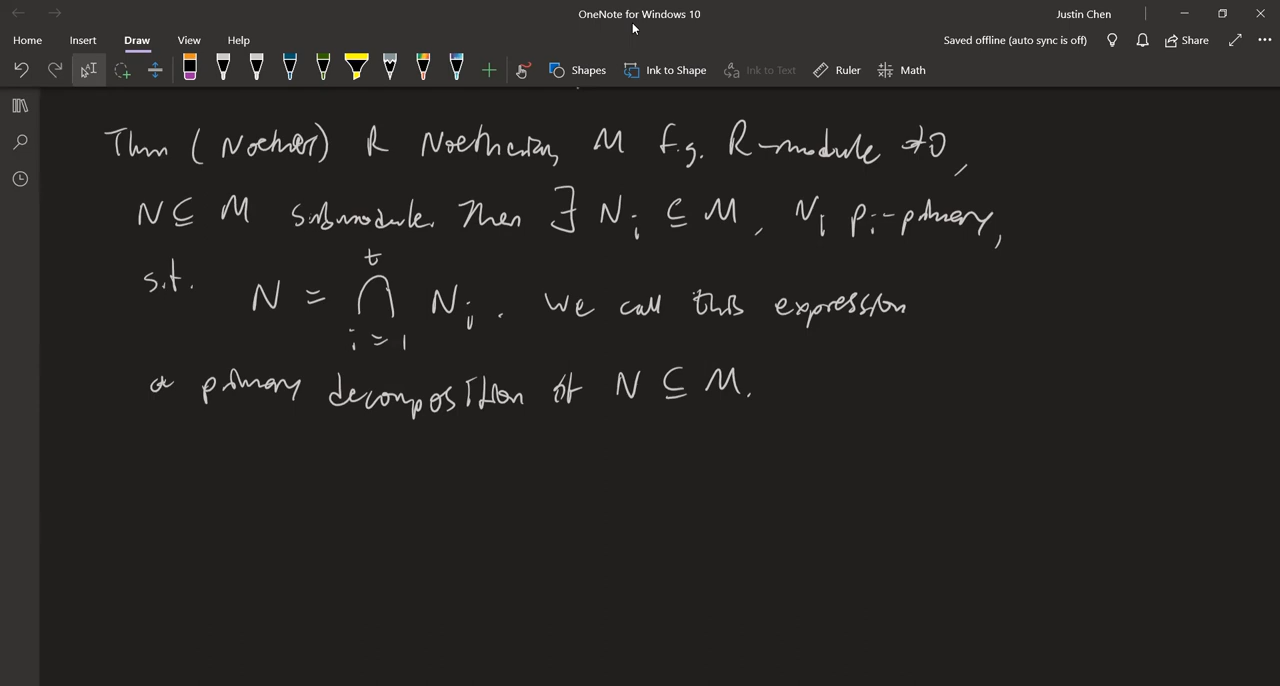 OneNote for Windows 10
Justin Chen
Home Insert Draw View Help
Saved offline (auto sync is off) Share
Shapes Ink to Shape Ink to Text Ruler Math
Thm (Noether) R Noetherian, M f.g. R-module ≠0,
N ⊆ M submodule. Then ∃ Nᵢ ⊆ M, Nᵢ pᵢ-primary,
s.t. N = ⋂ᵢ₌₁ᵗ Nᵢ. We call this expression
a primary decomposition of N ⊆ M.